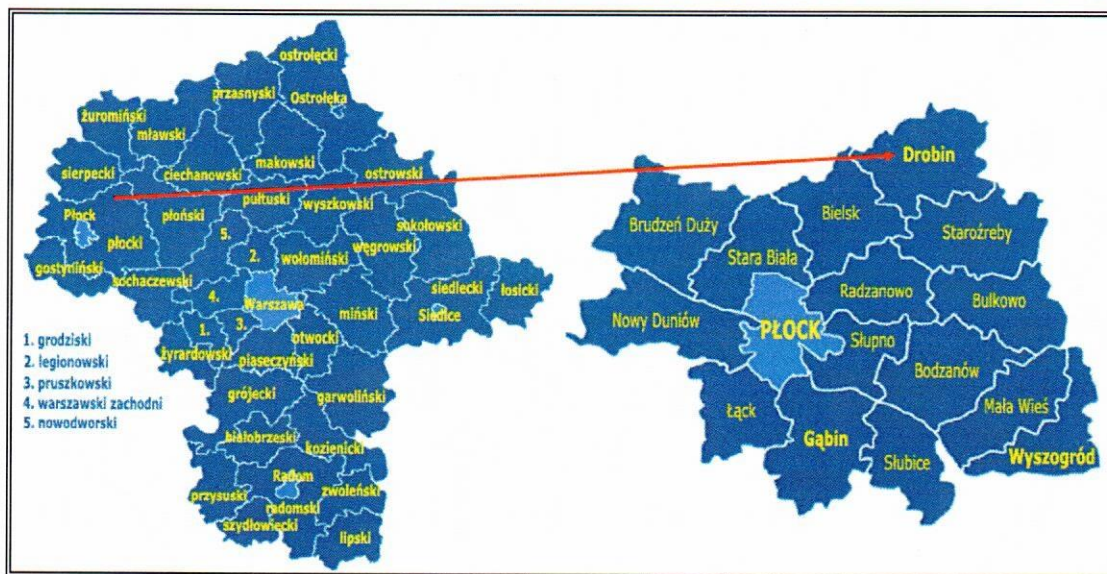 ostrołęcki
przasnyski
Ostrołęka
żuromiński
mławski
makowski
sierpecki
ciechanowski
ostrowski
pułtuski
wyszkowski
Płock
płoński
sokołowski
płocki
5.
węgrowski
gostyniński
2.
wołomiński
sochaczewski
siedlecki
łosicki
4.
Warszawa
miński
Siedlce
1.
3.
otwocki
żyrardowski
piaseczyński
grójecki
garwoliński
białobrzeski
kozienicki
Radom
przysuski
zwoleński
radomski
szydłowiecki
lipski
1. grodziski
2. legionowski
3. pruszkowski
4. warszawski zachodni
5. nowodworski
Drobin
Brudzeń Duży
Bielsk
Staroźreby
Stara Biała
Radzanowo
Bulkowo
Nowy Duniów
PŁOCK
Słupno
Bodzanów
Mała Wieś
Łąck
Gąbin
Słubice
Wyszogród